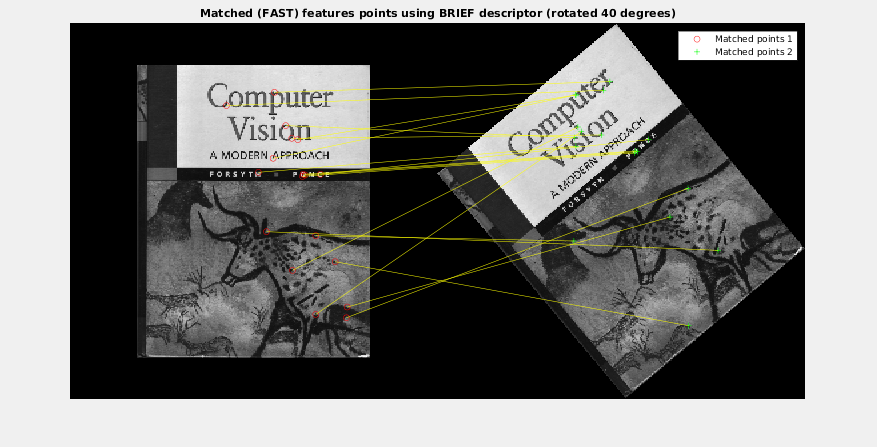 Matched (FAST) features points using BRIEF descriptor (rotated 40 degrees)
Matched points 1
Matched points 2
Computer
Vision
A MODERN APPROACH
FORSYTH PONCE
Computer
Vision
A MODERN APPROACH
FORSYTH PONCE